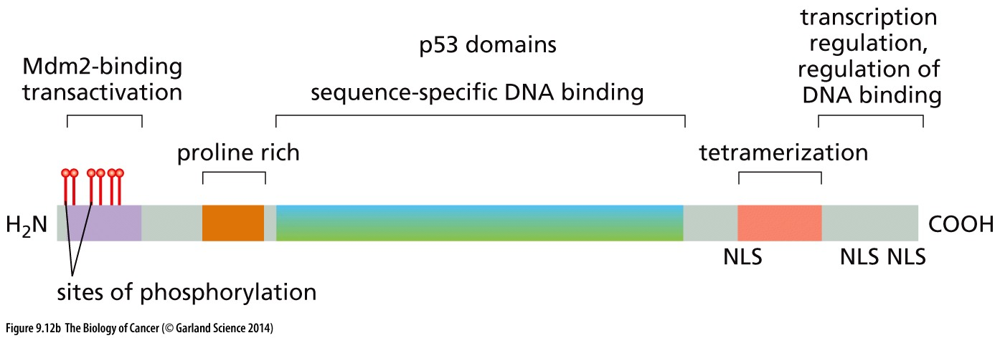 p53 domains
Mdm2-binding
transactivation
proline rich
sequence-specific DNA binding
tetramerization
transcription
regulation,
regulation of
DNA binding
H₂N
COOH
NLS
NLS NLS
sites of phosphorylation
Figure 9.12b The Biology of Cancer (© Garland Science 2014)